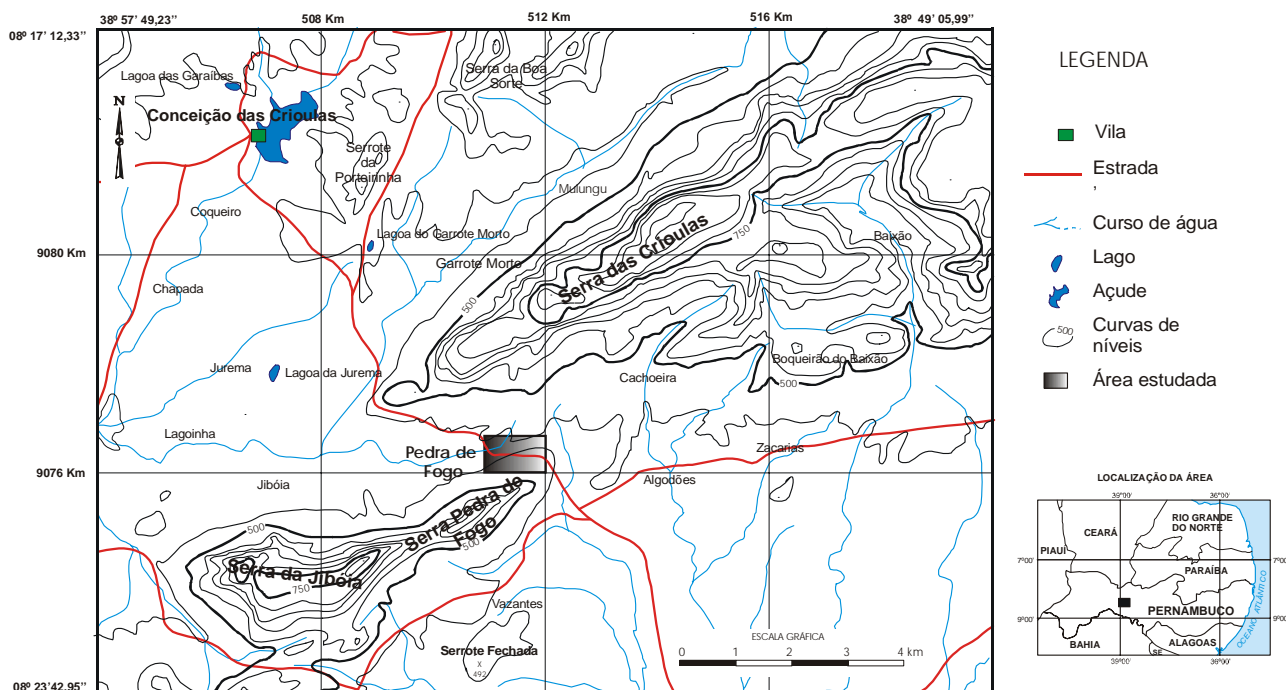 38º 57' 49,23'' 508 Km 512 Km 516 Km 38º 49' 05,99''
08º 17' 12,33''
Lagoa das Garaíbas
Serra da Boa
Sorte
N
Conceição das Crioulas
Serrote
da
Porteirinha
Mulungu
Coqueiro
Lagoa do Garrote Morto
Baixão
750
Serra das Crioulas
9080 Km
Garrote Morto
Chapada
500
Jurema
Lagoa da Jurema
Cachoeira
Boqueirão do Baixão
500
Lagoinha
Pedra de
Fogo
Zacarias
9076 Km
Jibóia
Algodões
500
Serra Pedra de
Fogo
500
Serra da Jiboia
750
Vazantes
Serrote Fechada
x
492
ESCALA GRÁFICA
0 1 2 3 4 km
08º 23' 42,95''
LEGENDA
Vila
Estrada
,
Curso de água
Lago
Açude
500
Curvas de
níveis
Área estudada
LOCALIZAÇÃO DA ÁREA
39º00' 36º00'
RIO GRANDE
DO NORTE
CEARÁ
PIAUÍ
7º00' 7º00'
PARAÍBA
PERNAMBUCO
9º00' 9º00'
BAHIA
ALAGOAS
SE
OCEANO ATLÂNTICO
39º00' 36º00'